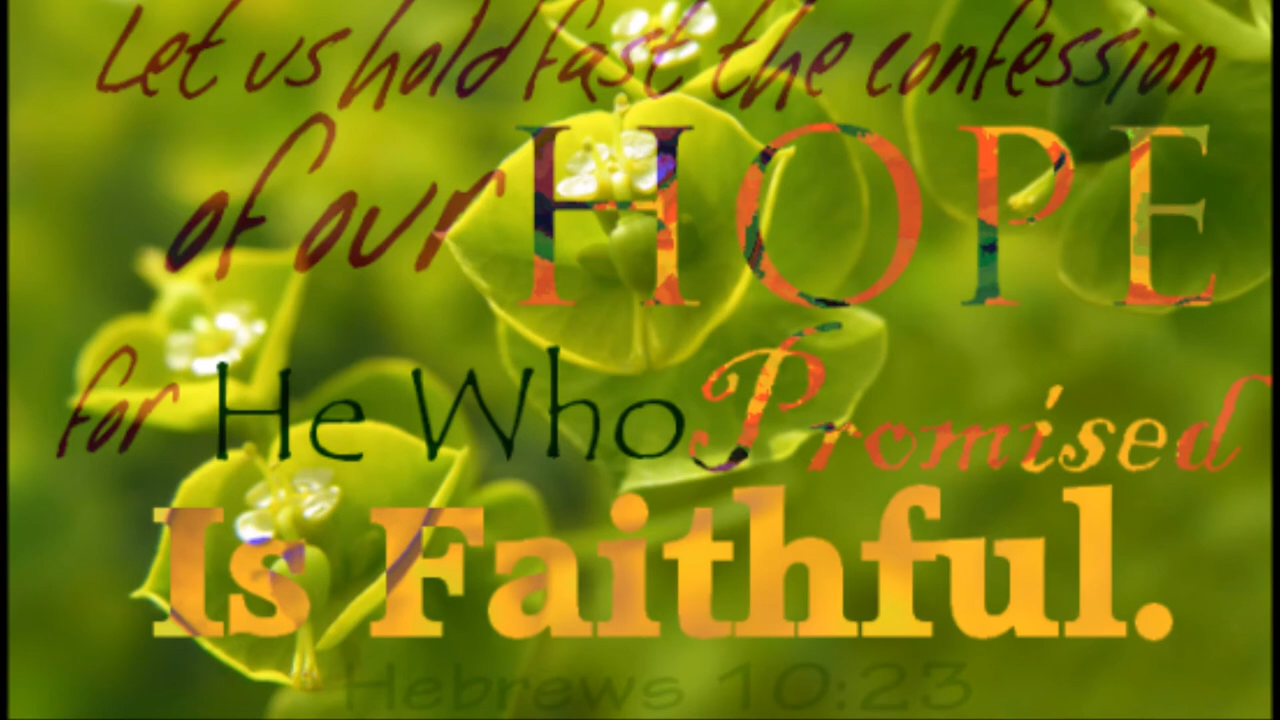 Let us hold fast the confession
of our HOPE
for He Who Promised
Is Faithful.
Hebrews 10:23